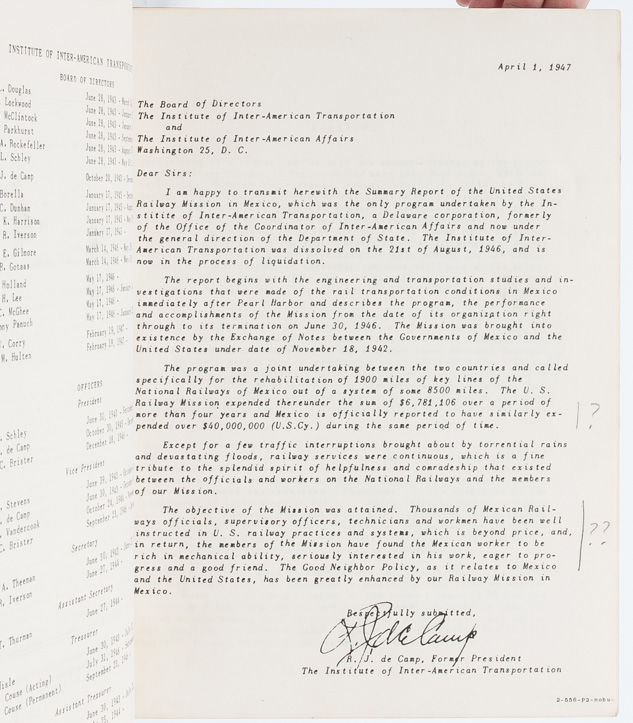 INSTITUTE OF INTER-AMERICAN
BOARD OF DIRECTORS
Douglas
Lockwood
McClintock
Parkhurst
A. Rockefeller
L. Schley
J. de Camp
Borella
C. Dunham
K. Harrison
R. Iverson
E. Gilmore
R. Gotaas
Holland
H. Lee
C. McGhee
Panuch
Corry
W. Hulten
OFFICERS
President
Schley
de Camp
C. Brister
Vice President
Stevens
de Camp
Vandercook
C. Brister
Secretary
A. Theeman
R. Iverson
Assistant Secretary
Treasurer
T. Thurman
Couse (Acting)
Couse (Permanent)
Assistant Treasurer
April 1, 1947
The Board of Directors
The Institute of Inter-American Transportation
and
The Institute of Inter-American Affairs
Washington 25, D. C.
Dear Sirs:
I am happy to transmit herewith the Summary Report of the United States
Railway Mission in Mexico, which was the only program undertaken by the In-
stitite of Inter-American Transportation, a Delaware corporation, formerly
of the Office of the Coordinator of Inter-American Affairs and now under
the general direction of the Department of State. The Institute of Inter-
American Transportation was dissolved on the 21st of August, 1946, and is
now in the process of liquidation.
The report begins with the engineering and transportation studies and in-
vestigations that were made of the rail transportation conditions in Mexico
immediately after Pearl Harbor and describes the program, the performance
and accomplishments of the Mission from the date of its organization right
through to its termination on June 30, 1946. The Mission was brought into
existence by the Exchange of Notes between the Governments of Mexico and the
United States under date of November 18, 1942.
The program was a joint undertaking between the two countries and called
specifically for the rehabilitation of 1900 miles of key lines of the
National Railways of Mexico out of a system of some 8500 miles. The U. S.
Railway Mission expended thereunder the sum of $6,781,106 over a period of
more than four years and Mexico is officially reported to have similarly ex-
pended over $40,000,000 (U.S.Cy.) during the same period of time.
?
Except for a few traffic interruptions brought about by torrential rains
and devastating floods, railway services were continuous, which is a fine
tribute to the splendid spirit of helpfulness and comradeship that existed
between the officials and workers on the National Railways and the members
of our Mission.
The objective of the Mission was attained. Thousands of Mexican Rail-
ways officials, supervisory officers, technicians and workmen have been well
instructed in U. S. railway practices and systems, which is beyond price, and,
in return, the members of the Mission have found the Mexican worker to be
rich in mechanical ability, seriously interested in his work, eager to pro-
gress and a good friend. The Good Neighbor Policy, as it relates to Mexico
and the United States, has been greatly enhanced by our Railway Mission in
Mexico.
??
Respectfully submitted,
R. J. de Camp
R. J. de Camp, Former President
The Institute of Inter-American Transportation
2-556-P2-mobu-